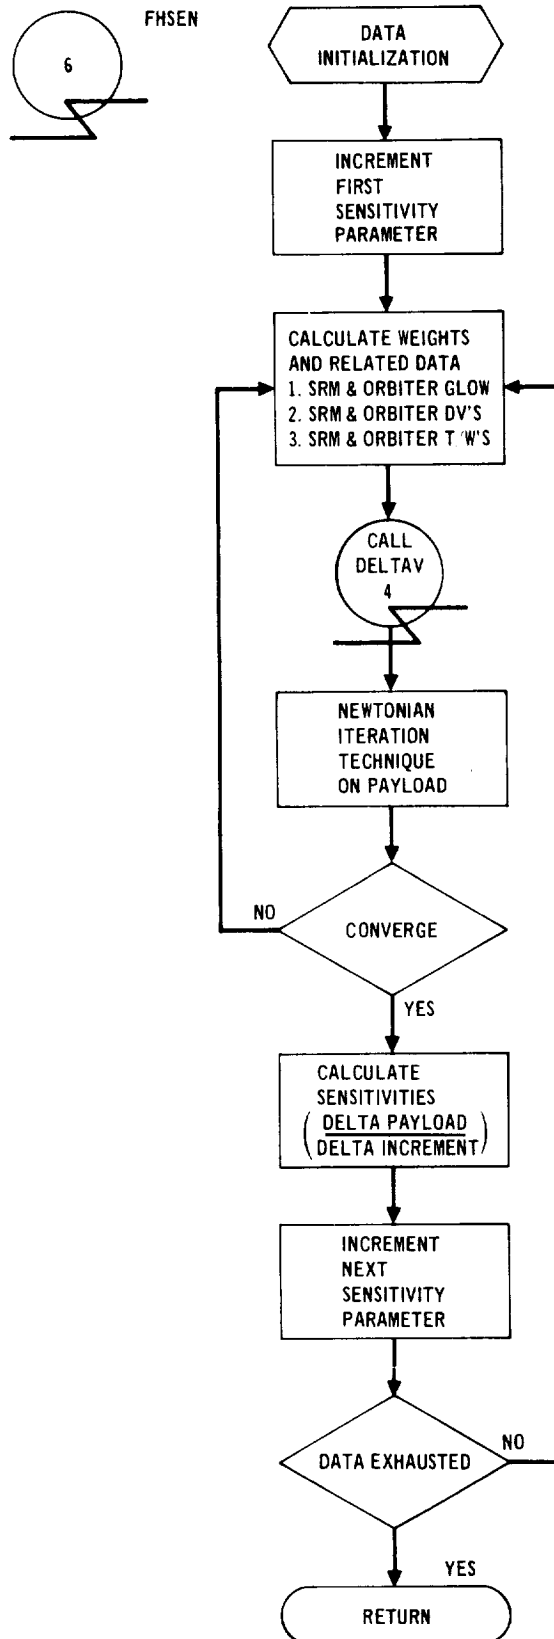 FHSEN
6
DATA
INITIALIZATION
INCREMENT
FIRST
SENSITIVITY
PARAMETER
CALCULATE WEIGHTS
AND RELATED DATA
1. SRM & ORBITER GLOW
2. SRM & ORBITER DV'S
3. SRM & ORBITER T/W'S
CALL
DELTAV
4
NEWTONIAN
ITERATION
TECHNIQUE
ON PAYLOAD
NO
CONVERGE
YES
CALCULATE
SENSITIVITIES
(DELTA PAYLOAD
DELTA INCREMENT)
INCREMENT
NEXT
SENSITIVITY
PARAMETER
NO
DATA EXHAUSTED
YES
RETURN